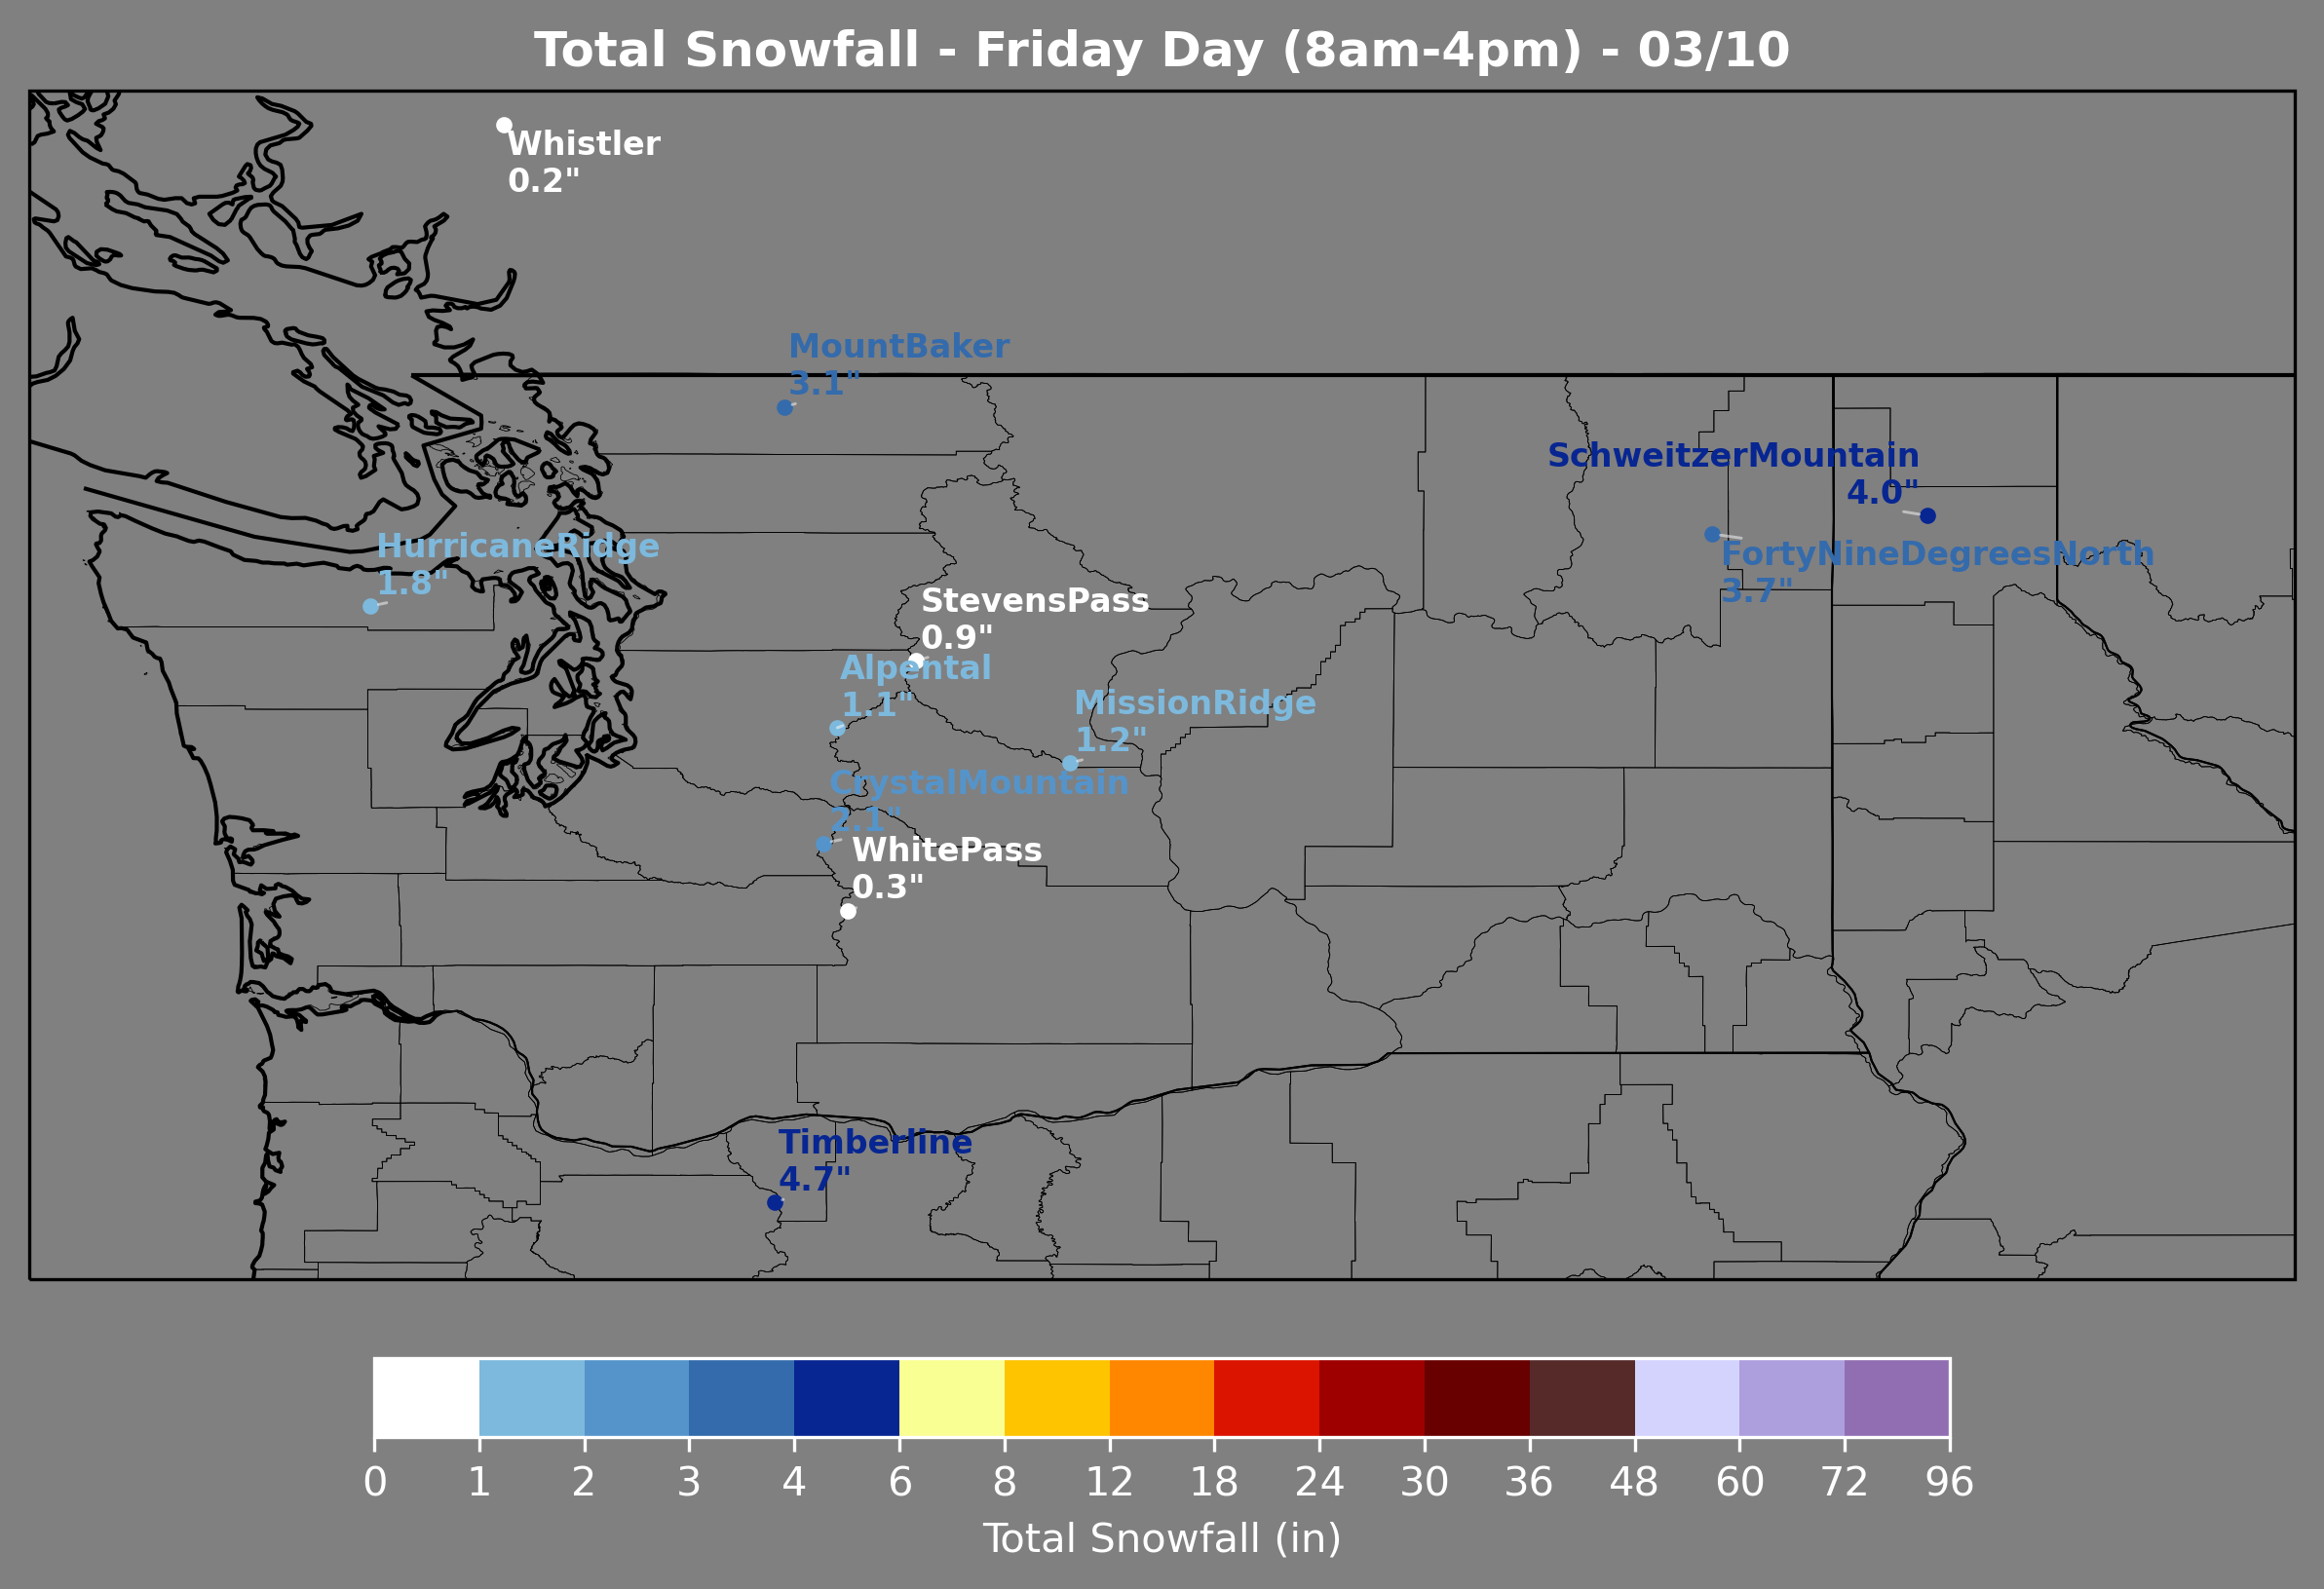 Total Snowfall - Friday Day (8am-4pm) - 03/10
Whistler
0.2"
MountBaker
3.1"
SchweitzerMountain
4.0"
HurricaneRidge
1.8"
FortyNineDegreesNorth
3.7"
StevensPass
0.9"
Alpental
1.1"
MissionRidge
1.2"
CrystalMountain
2.1"
WhitePass
0.3"
Timberline
4.7"
0 1 2 3 4 6 8 12 18 24 30 36 48 60 72 96
Total Snowfall (in)